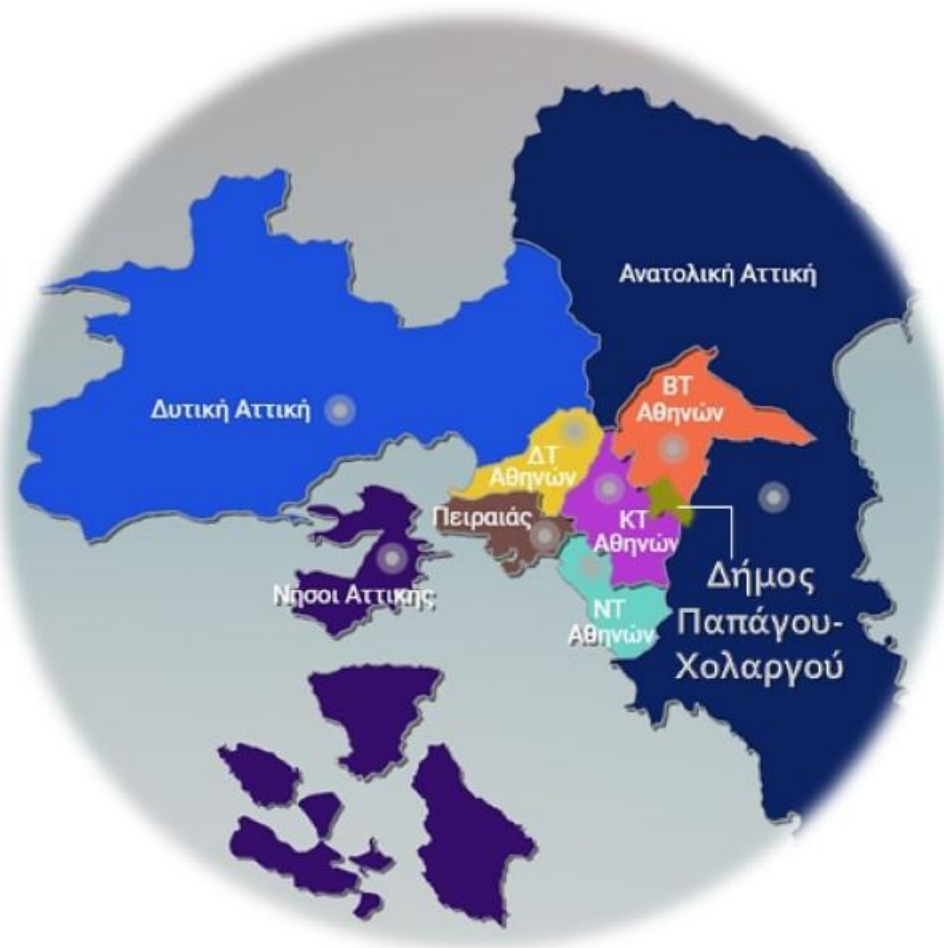 Ανατολική Αττική
ΒΤ
Αθηνών
Δυτική Αττική
ΔΤ
Αθηνών
Πειραιάς
ΚΤ
Αθηνών
Δήμος
Παπάγου-
Χολαργού
Νήσοι Αττικής
ΝΤ
Αθηνών